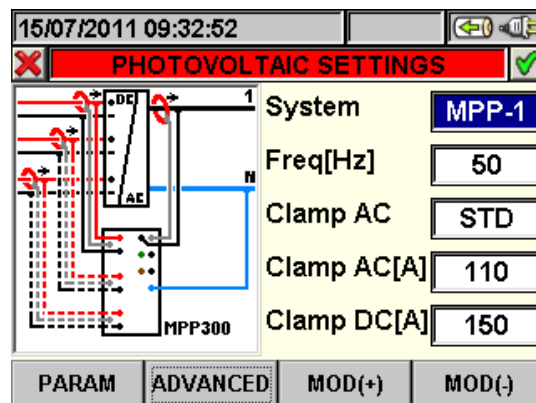 15/07/2011 09:32:52
PHOTOVOLTAIC SETTINGS
DC
AC
1
N
MPP300
System MPP-1
Freq[Hz] 50
Clamp AC STD
Clamp AC[A] 110
Clamp DC[A] 150
PARAM ADVANCED MOD(+) MOD(-)